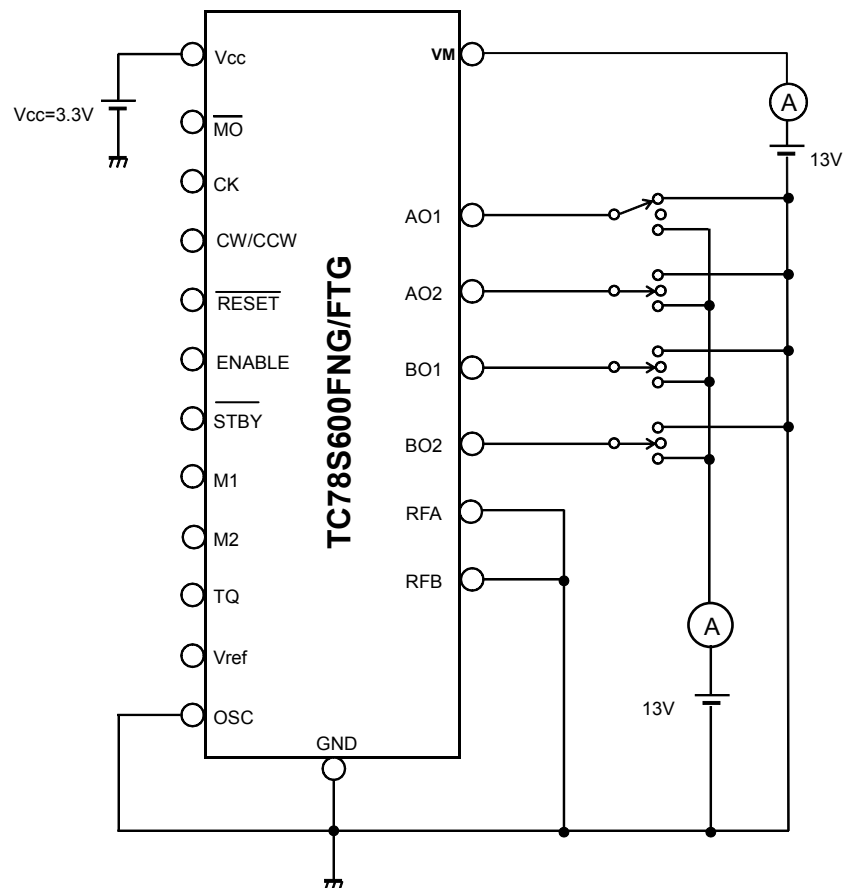 Vcc
VM
Vcc=3.3V
MO
A
13V
CK
AO1
CW/CCW
AO2
RESET
TC78S600FNG/FTG
ENABLE
BO1
STBY
BO2
M1
RFA
M2
RFB
TQ
A
Vref
13V
OSC
GND